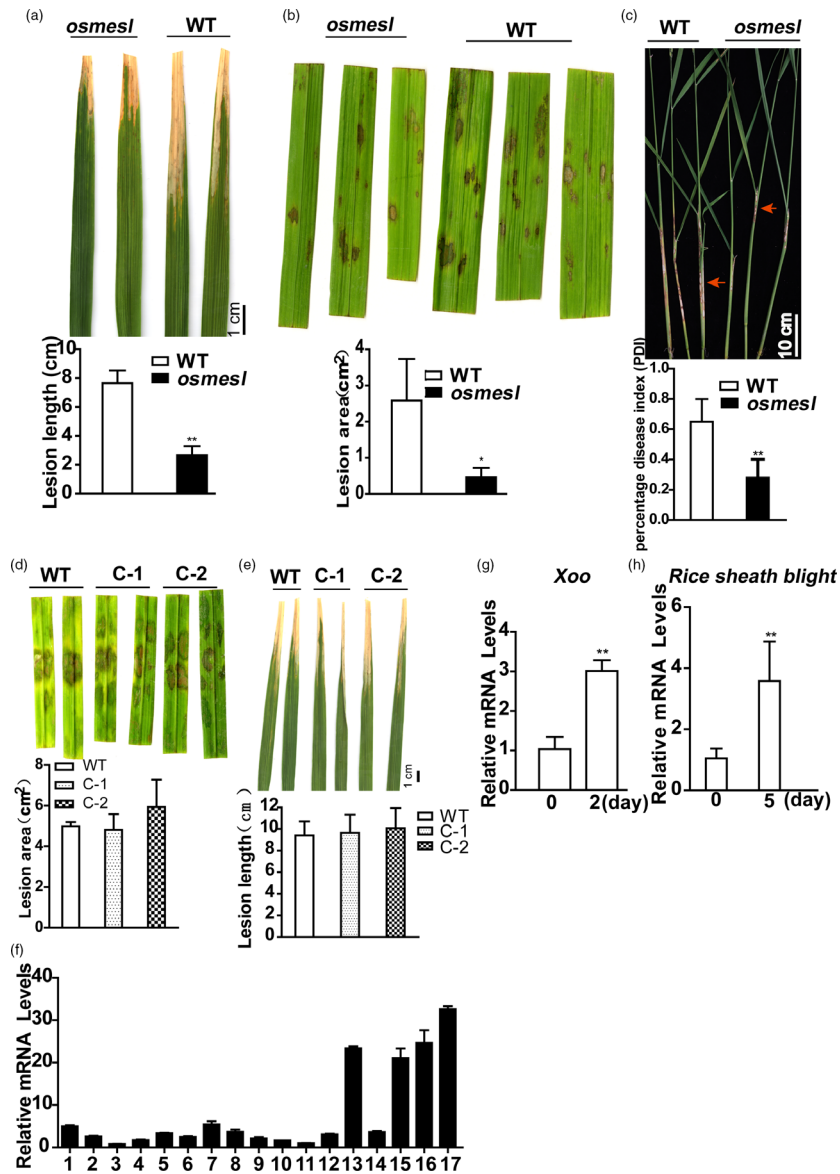 (a)
osmesl WT
1 cm
Lesion length (cm)
8
6
4
2
0
WT
osmesl
**
(b)
osmesl WT
Lesion area(cm²)
4
3
2
1
0
WT
osmesl
*
(c)
WT osmesl
10 cm
percentage disease index (PDI)
1.0
0.8
0.6
0.4
0.2
0.0
WT
osmesl
**
(d)
WT C-1 C-2
Lesion area (cm²)
8
6
4
2
0
WT
C-1
C-2
(e)
WT C-1 C-2
1 cm
Lesion length(cm)
12
10
8
6
4
2
0
WT
C-1
C-2
(g)
Xoo
Relative mRNA Levels
4
3
2
1
0
**
0 2(day)
(h)
Rice sheath blight
Relative mRNA Levels
6
4
2
0
**
0 5 (day)
(f)
Relative mRNA Levels
40
30
20
10
0
1 2 3 4 5 6 7 8 9 10 11 12 13 14 15 16 17